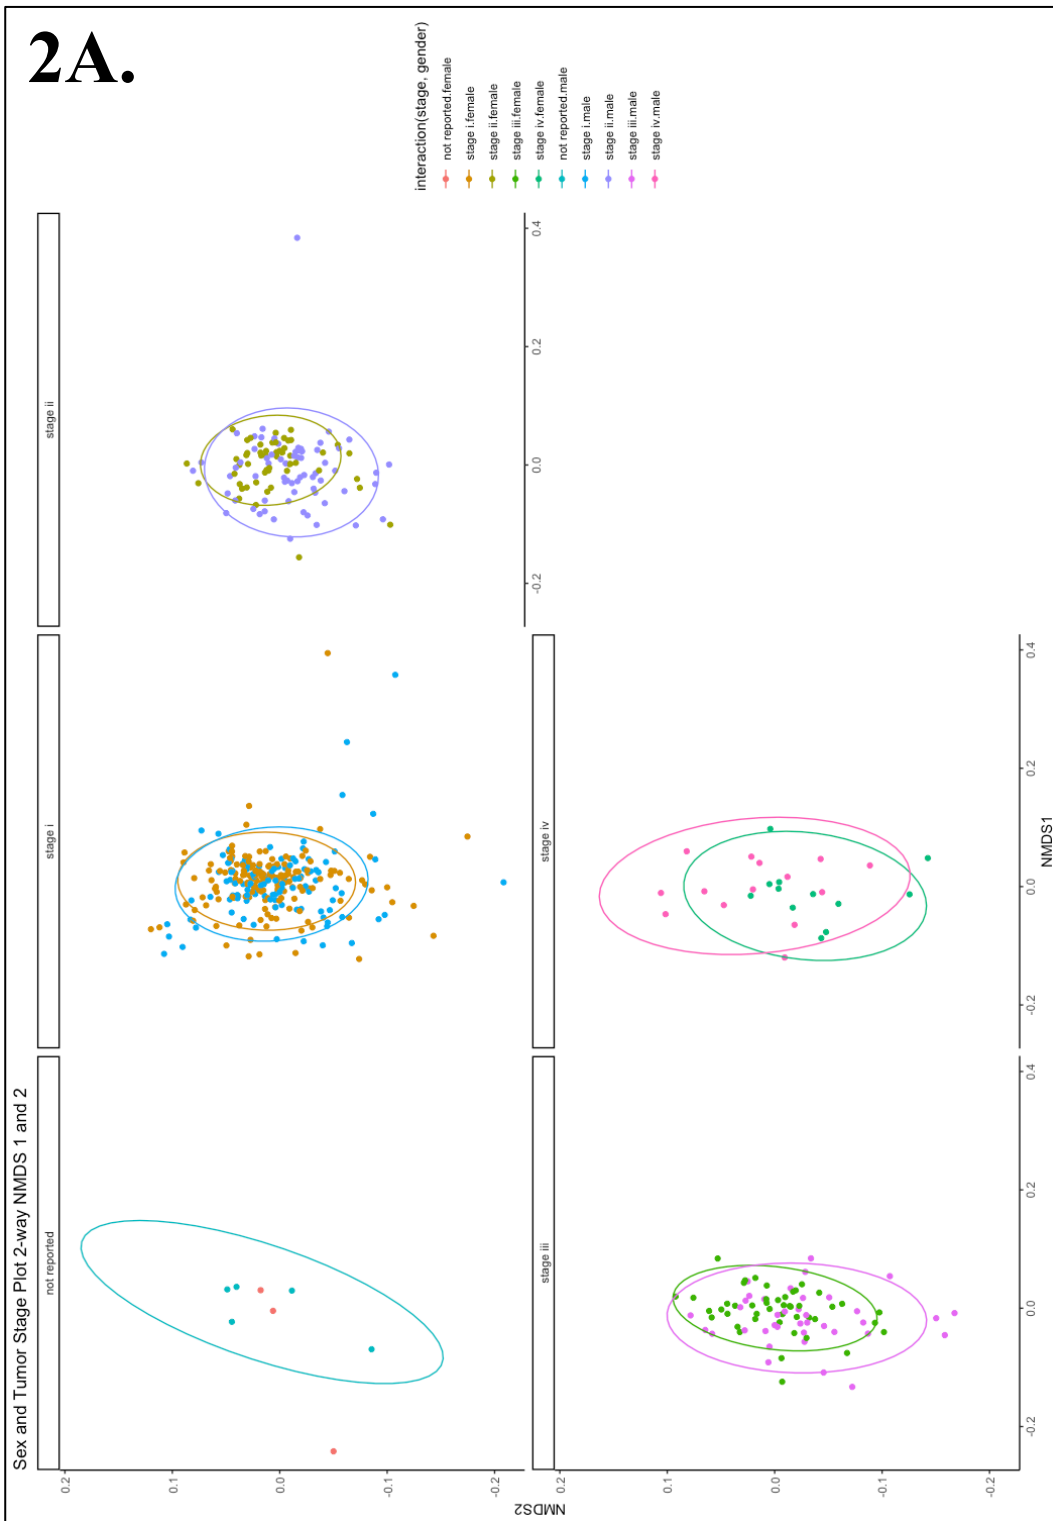 2A.
Sex and Tumor Stage Plot 2-way NMDS 1 and 2
not reported
stage i
stage ii
stage iii
stage iv
0.2
0.1
0.0
-0.1
-0.2
0.2
0.1
0.0
-0.1
-0.2
NMDS2
-0.2
0.0
0.2
0.4
-0.2
0.0
0.2
0.4
-0.2
0.0
0.2
0.4
NMDS1
interaction(stage, gender)
not reported.female
stage i.female
stage ii.female
stage iii.female
stage iv.female
not reported.male
stage i.male
stage ii.male
stage iii.male
stage iv.male